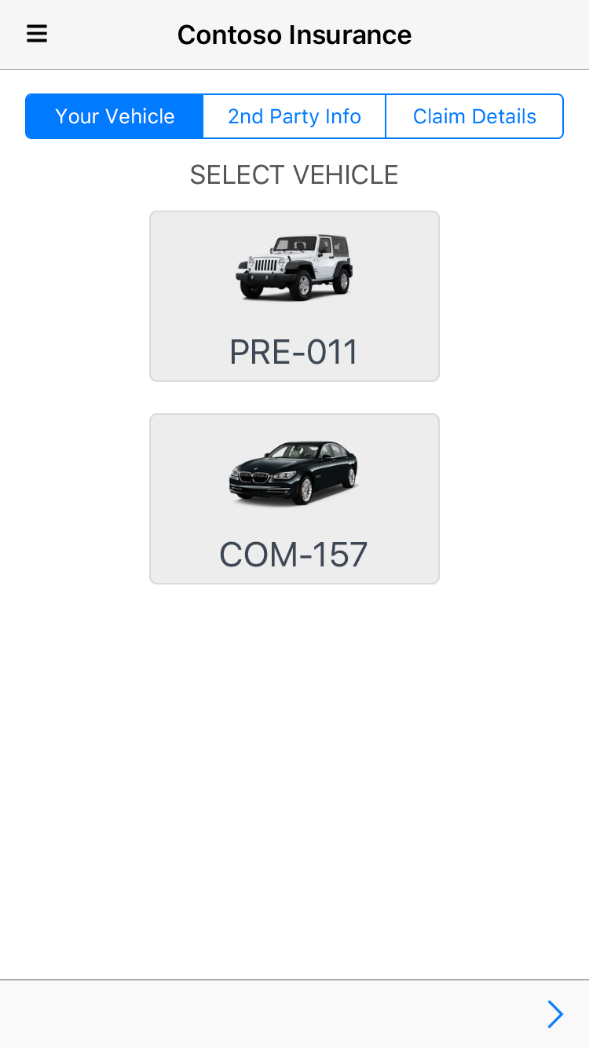 Contoso Insurance
Your Vehicle 2nd Party Info Claim Details
SELECT VEHICLE
PRE-011
COM-157